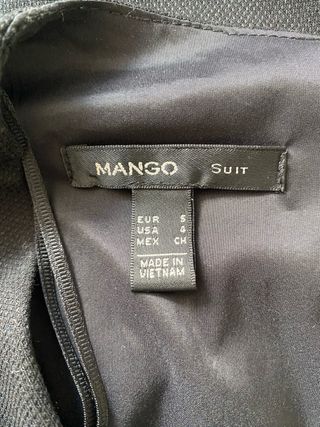 MANGO SUIT
EUR S
USA 4
MEX CH
MADE IN
VIETNAM